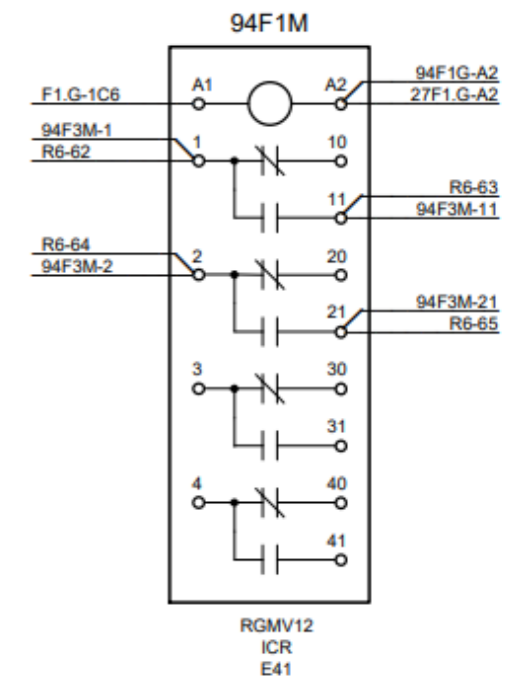 94F1M
F1.G-1C6
A1
A2
94F1G-A2
27F1.G-A2
94F3M-1
R6-62
1
10
11
R6-63
94F3M-11
R6-64
94F3M-2
2
20
21
94F3M-21
R6-65
3
30
31
4
40
41
RGMV12
ICR
E41